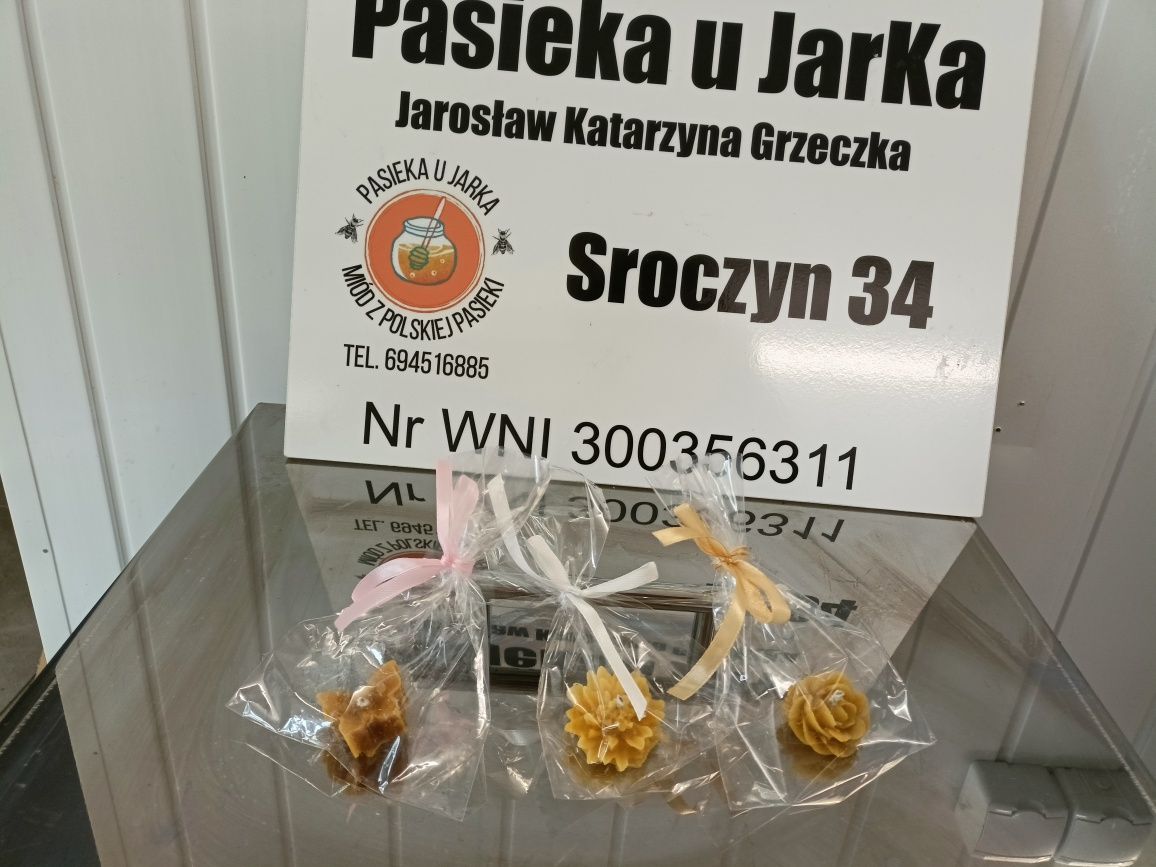 Pasieka u JarKa
Jarosław Katarzyna Grzeczka
PASIEKA U JARKA
MIÓD Z POLSKIEJ PASIEKI
TEL. 694516885
Sroczyn 34
Nr WNI 300356311